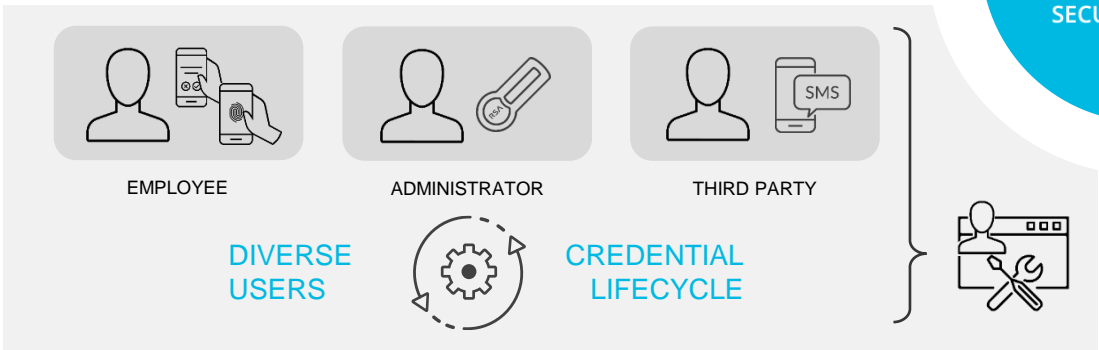 SECU
SMS
RSA
EMPLOYEE
ADMINISTRATOR
THIRD PARTY
DIVERSE
USERS
CREDENTIAL
LIFECYCLE